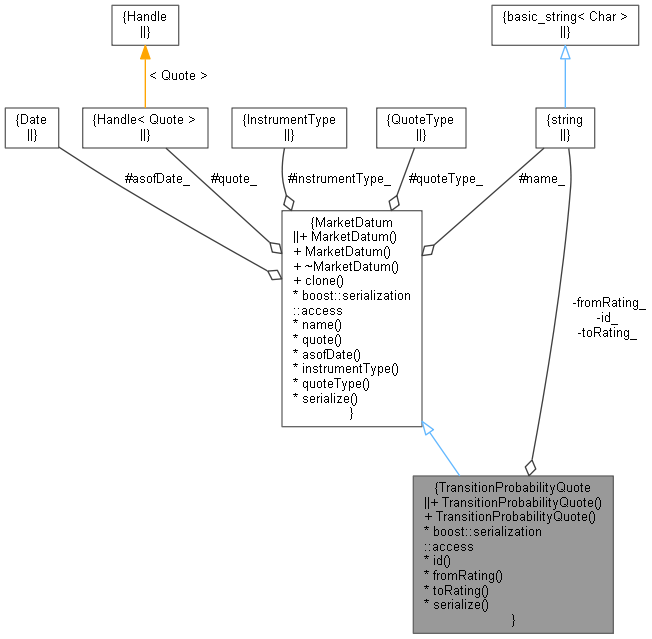 {Handle
||}
{basic_string< Char >
||}
< Quote >
{Date
||}
{Handle< Quote >
||}
{InstrumentType
||}
{QuoteType
||}
{string
||}
#asofDate_
#quote_
#instrumentType_
#quoteType_
#name_
{MarketDatum
||+ MarketDatum()
+ MarketDatum()
+ ~MarketDatum()
+ clone()
* boost::serialization
::access
* name()
* quote()
* asofDate()
* instrumentType()
* quoteType()
* serialize()
}
-fromRating_
-id_
-toRating_
{TransitionProbabilityQuote
||+ TransitionProbabilityQuote()
+ TransitionProbabilityQuote()
* boost::serialization
::access
* id()
* fromRating()
* toRating()
* serialize()
}